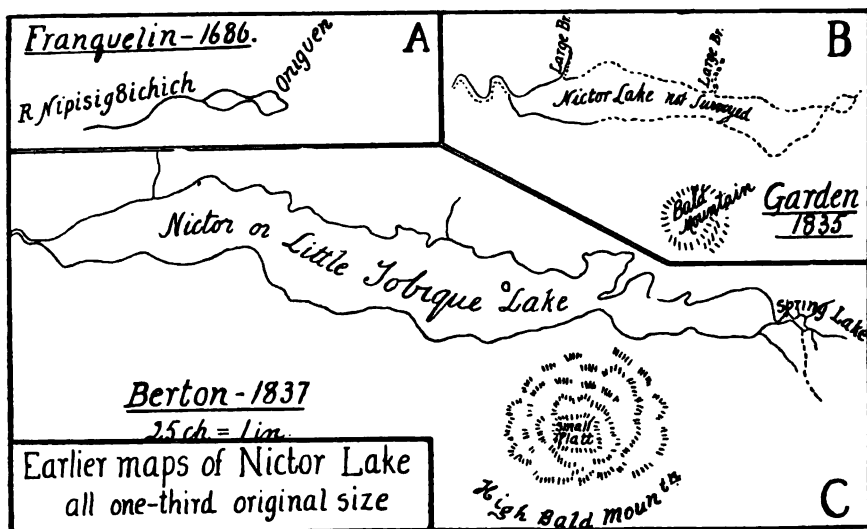 Franquelin - 1686.
A
R Nipisig8ichich
Oniguen
B
Large Br.
Large Br.
Nictor Lake not Surveyed
Bald
Mountain
Garden
1835
Nictor or Little Tobique Lake
Spring Lake
Berton - 1837
25 ch = 1 in.
Small
Platt
High Bald Mountn
C
Earlier maps of Nictor Lake
all one-third original size